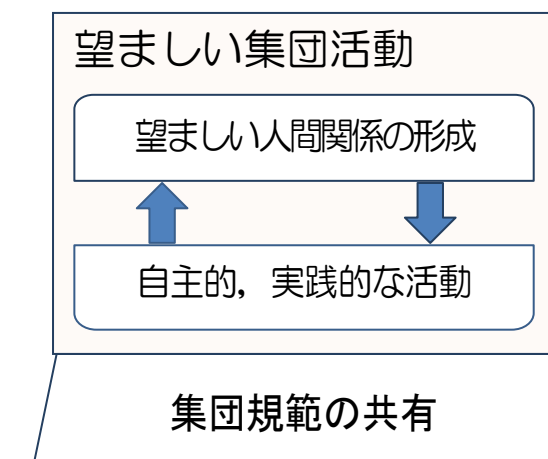 望ましい集団活動
望ましい人間関係の形成
自主的，実践的な活動
集団規範の共有